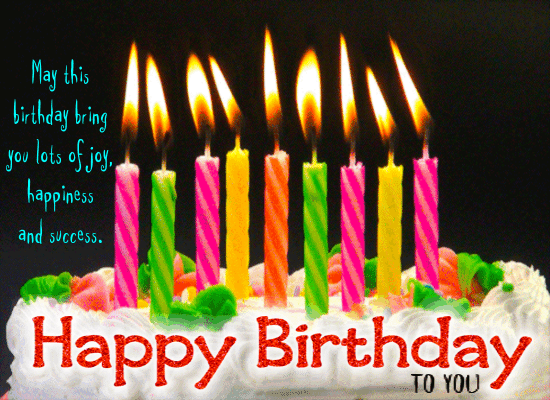 May this
birthday bring
you lots of joy,
happiness
and success.
Happy Birthday
TO YOU